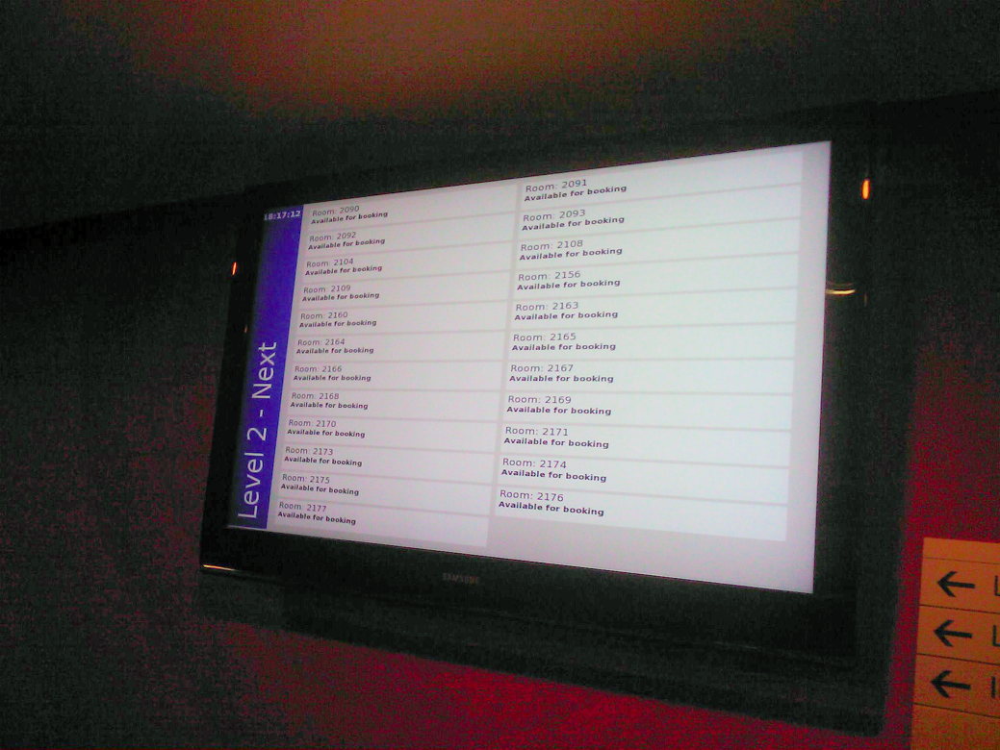 18:17:12
Level 2 - Next
Room: 2090
Available for booking
Room: 2092
Available for booking
Room: 2104
Available for booking
Room: 2109
Available for booking
Room: 2160
Available for booking
Room: 2164
Available for booking
Room: 2166
Available for booking
Room: 2168
Available for booking
Room: 2170
Available for booking
Room: 2173
Available for booking
Room: 2175
Available for booking
Room: 2177
Available for booking
Room: 2091
Available for booking
Room: 2093
Available for booking
Room: 2108
Available for booking
Room: 2156
Available for booking
Room: 2163
Available for booking
Room: 2165
Available for booking
Room: 2167
Available for booking
Room: 2169
Available for booking
Room: 2171
Available for booking
Room: 2174
Available for booking
Room: 2176
Available for booking
SAMSUNG